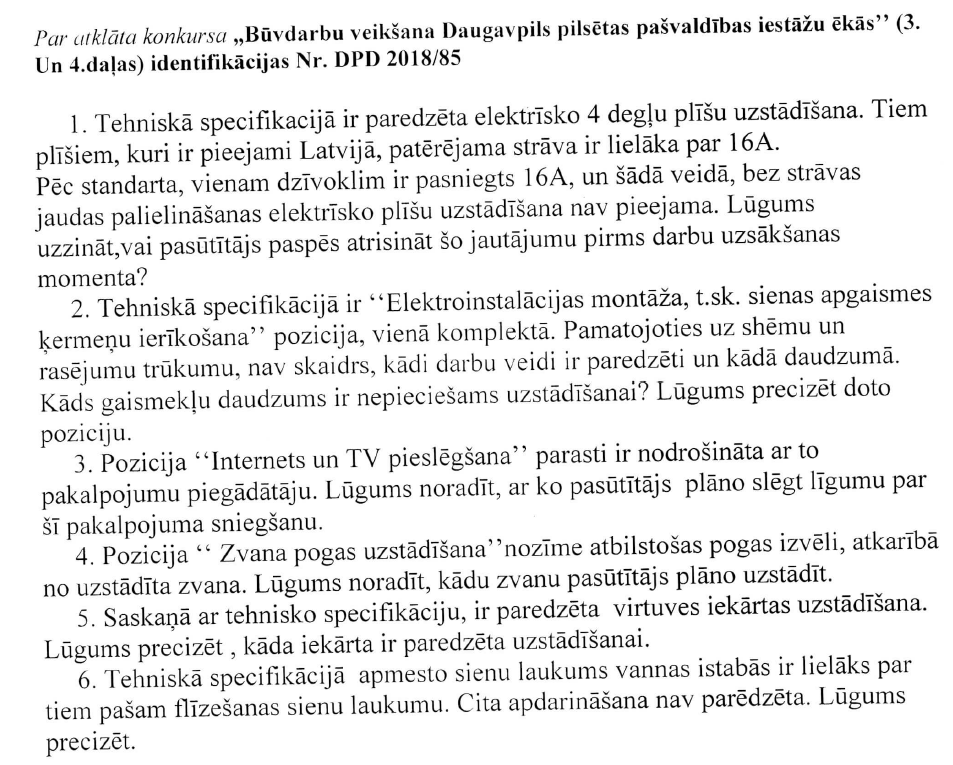 Par atklāta konkursa „Būvdarbu veikšana Daugavpils pilsētas pašvaldības iestāžu ēkās’’ (3.
Un 4.daļas) identifikācijas Nr. DPD 2018/85
1. Tehniskā specifikacijā ir paredzēta elektrīsko 4 degļu plīšu uzstādīšana. Tiem
plīšiem, kuri ir pieejami Latvijā, patērējama strāva ir lielāka par 16A.
Pēc standarta, vienam dzīvoklim ir pasniegts 16A, un šādā veidā, bez strāvas
jaudas palielināšanas elektrīsko plīšu uzstādīšana nav pieejama. Lūgums
uzzināt,vai pasūtītājs paspēs atrisināt šo jautājumu pirms darbu uzsākšanas
momenta?
2. Tehniskā specifikācijā ir ‘‘Elektroinstalācijas montāža, t.sk. sienas apgaismes
ķermeņu ierīkošana’’ pozicija, vienā komplektā. Pamatojoties uz shēmu un
rasējumu trūkumu, nav skaidrs, kādi darbu veidi ir paredzēti un kādā daudzumā.
Kāds gaismekļu daudzums ir nepieciešams uzstādīšanai? Lūgums precizēt doto
poziciju.
3. Pozicija ‘‘Internets un TV pieslēgšana’’ parasti ir nodrošināta ar to
pakalpojumu piegādātāju. Lūgums noradīt, ar ko pasūtītājs plāno slēgt līgumu par
šī pakalpojuma sniegšanu.
4. Pozicija ‘‘ Zvana pogas uzstādīšana’’nozīme atbilstošas pogas izvēli, atkarībā
no uzstādīta zvana. Lūgums noradīt, kādu zvanu pasūtītājs plāno uzstādīt.
5. Saskaņā ar tehnisko specifikāciju, ir paredzēta virtuves iekārtas uzstādīšana.
Lūgums precizēt , kāda iekārta ir paredzēta uzstādīšanai.
6. Tehniskā specifikācijā apmesto sienu laukums vannas istabās ir lielāks par
tiem pašam flīzešanas sienu laukumu. Cita apdarināšana nav parēdzēta. Lūgums
precizēt.